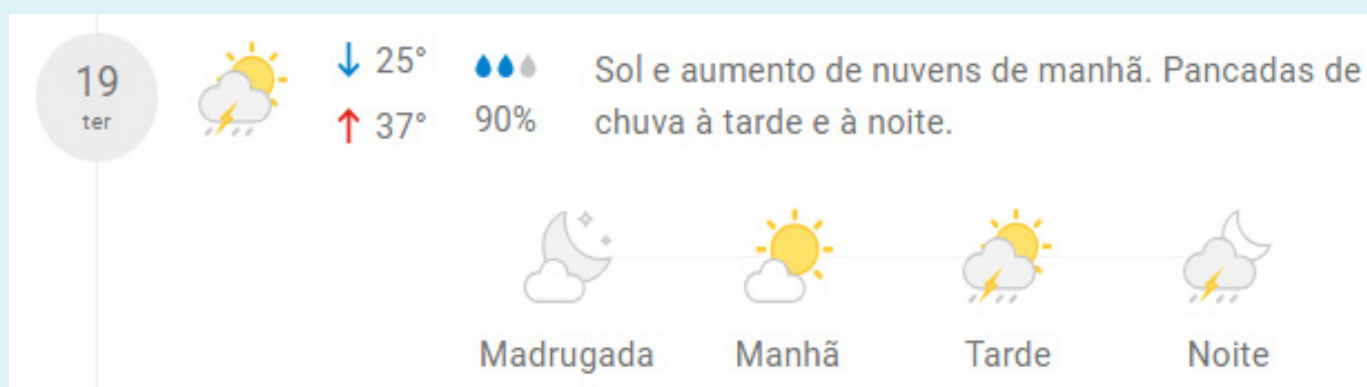 19
ter
↓ 25°
↑ 37°
90%
Sol e aumento de nuvens de manhã. Pancadas de
chuva à tarde e à noite.
Madrugada Manhã Tarde Noite